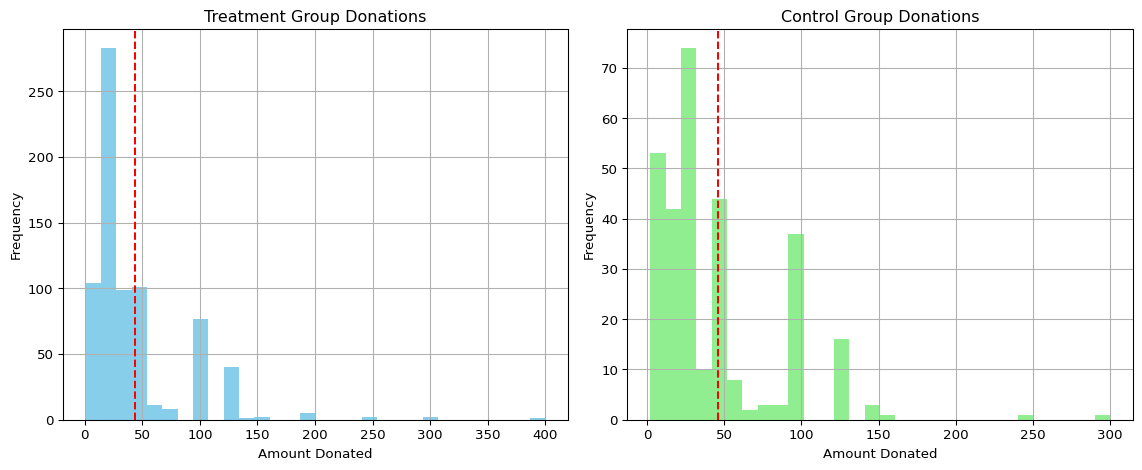 Treatment Group Donations
Frequency
250
200
150
100
50
0
0 50 100 150 200 250 300 350 400
Amount Donated
Control Group Donations
Frequency
70
60
50
40
30
20
10
0
0 50 100 150 200 250 300
Amount Donated